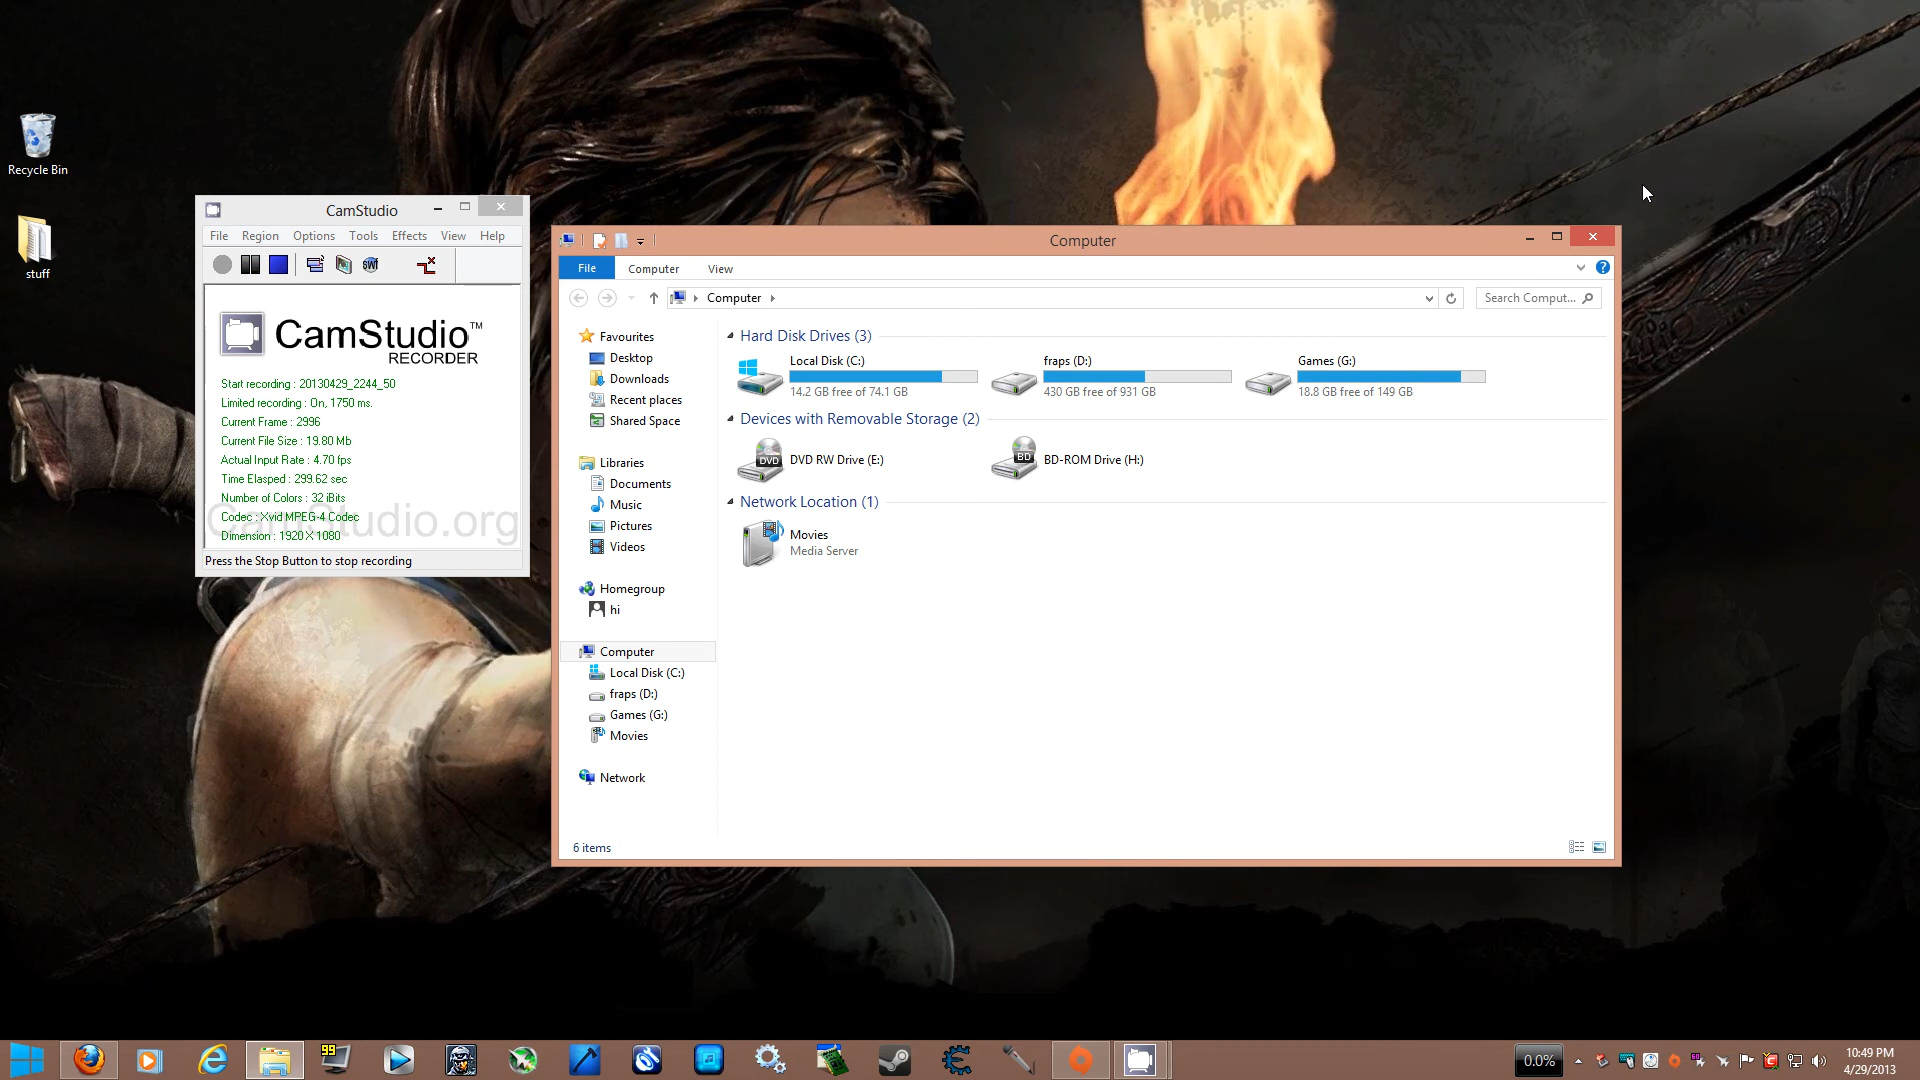 Recycle Bin
stuff
CamStudio
File Region Options Tools Effects View Help
SWF
CamStudio™
RECORDER
Start recording : 20130429_2244_50
Limited recording : On, 1750 ms.
Current Frame : 2996
Current File Size : 19.80 Mb
Actual Input Rate : 4.70 fps
Time Elasped : 299.62 sec
Number of Colors : 32 iBits
Codec : Xvid MPEG-4 Codec
CamStudio.org
Dimension : 1920 X 1080
Press the Stop Button to stop recording
Computer
File Computer View
Computer
Search Comput...
Favourites
Desktop
Downloads
Recent places
Shared Space
Libraries
Documents
Music
Pictures
Videos
Homegroup
hi
Computer
Local Disk (C:)
fraps (D:)
Games (G:)
Movies
Network
Hard Disk Drives (3)
Local Disk (C:)
14.2 GB free of 74.1 GB
fraps (D:)
430 GB free of 931 GB
Games (G:)
18.8 GB free of 149 GB
Devices with Removable Storage (2)
DVD
DVD RW Drive (E:)
BD
BD-ROM Drive (H:)
Network Location (1)
Movies
Media Server
6 items
99
0.0%
10:49 PM
4/29/2013